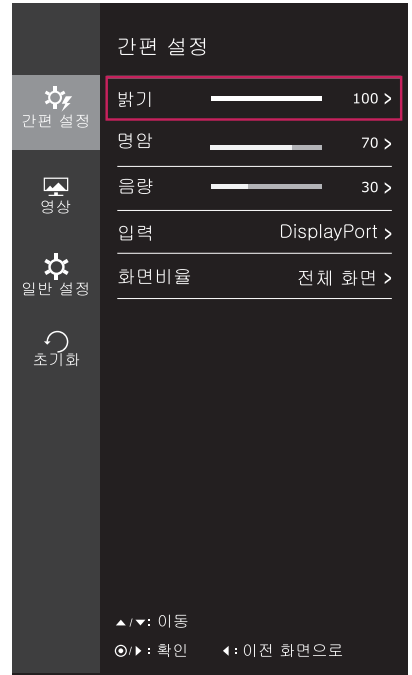 간편 설정
간편 설정
영상
일반 설정
초기화
밝기 100 >
명암 70 >
음량 30 >
입력 DisplayPort >
화면비율 전체 화면 >
▲/▼: 이동
◉/▶ : 확인 ◀ : 이전 화면으로